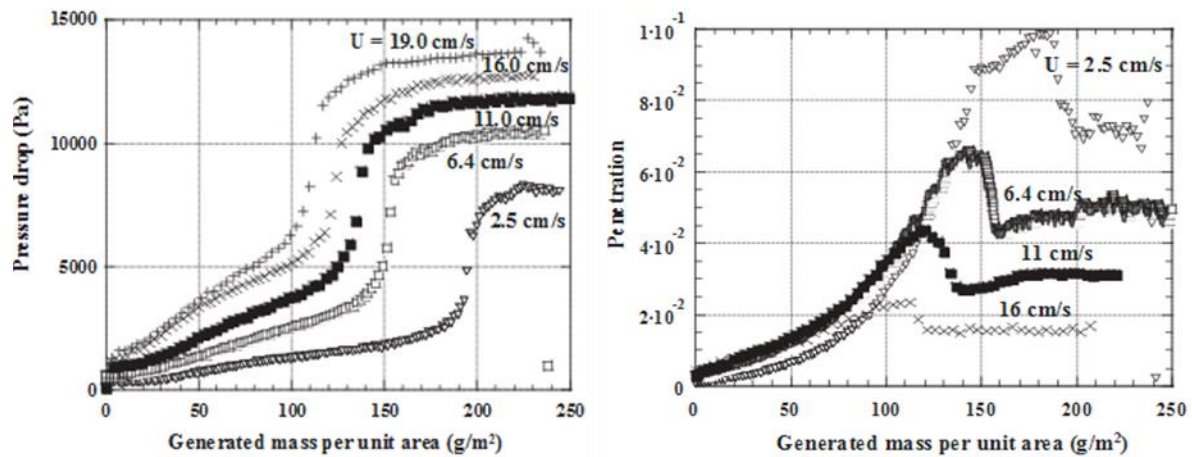 15000
10000
5000
0
Pressure drop (Pa)
U = 19.0 cm/s
16.0 cm/s
11.0 cm/s
6.4 cm/s
2.5 cm/s
0 50 100 150 200 250
Generated mass per unit area (g/m²)
1·10⁻¹
8·10⁻²
6·10⁻²
4·10⁻²
2·10⁻²
0
Penetration
U = 2.5 cm/s
6.4 cm/s
11 cm/s
16 cm/s
0 50 100 150 200 250
Generated mass per unit area (g/m²)